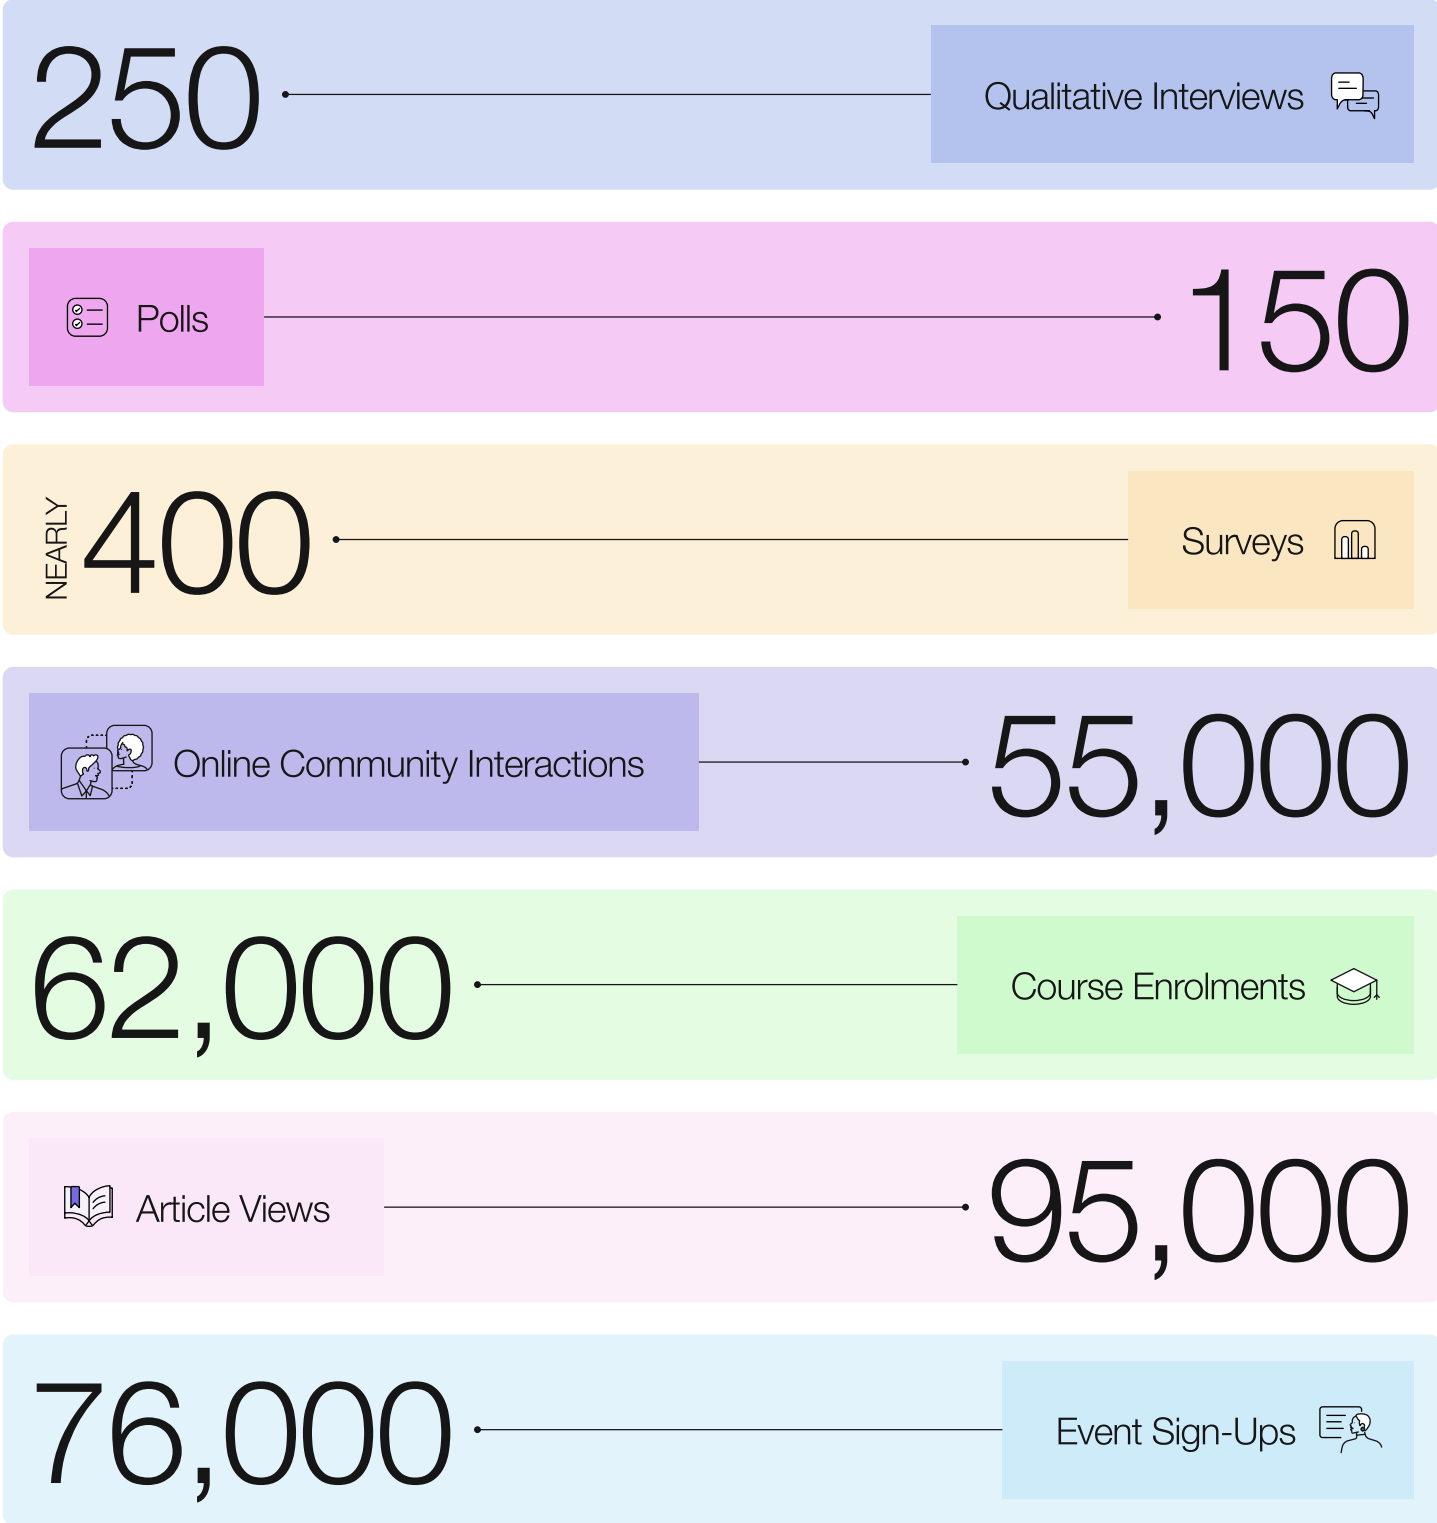 250
Qualitative Interviews
Polls
150
NEARLY
400
Surveys
Online Community Interactions
55,000
62,000
Course Enrolments
Article Views
95,000
76,000
Event Sign-Ups